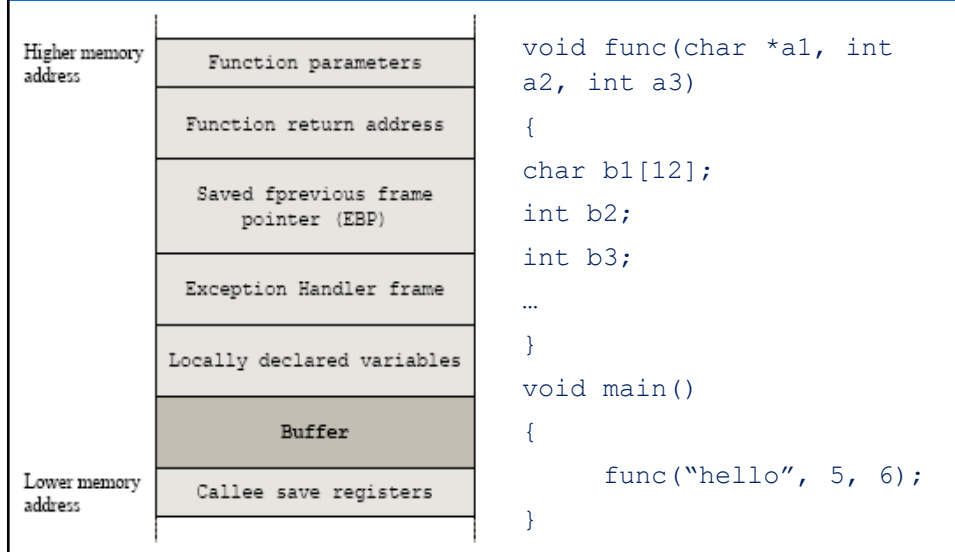 Higher memory
address
Function parameters
Function return address
Saved fprevious frame
pointer (EBP)
Exception Handler frame
Locally declared variables
Buffer
Lower memory
address
Callee save registers
void func(char *a1, int
a2, int a3)
{
char b1[12];
int b2;
int b3;
…
}
void main()
{
func(“hello”, 5, 6);
}